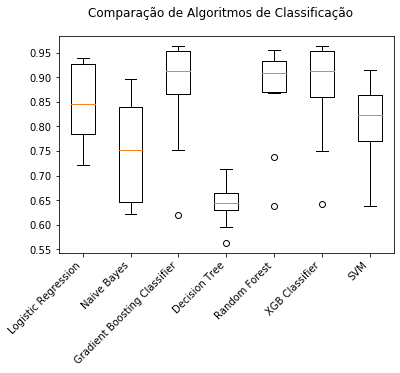 Comparação de Algoritmos de Classificação
0.95
0.90
0.85
0.80
0.75
0.70
0.65
0.60
0.55
Logistic Regression
Naive Bayes
Gradient Boosting Classifier
Decision Tree
Random Forest
XGB Classifier
SVM